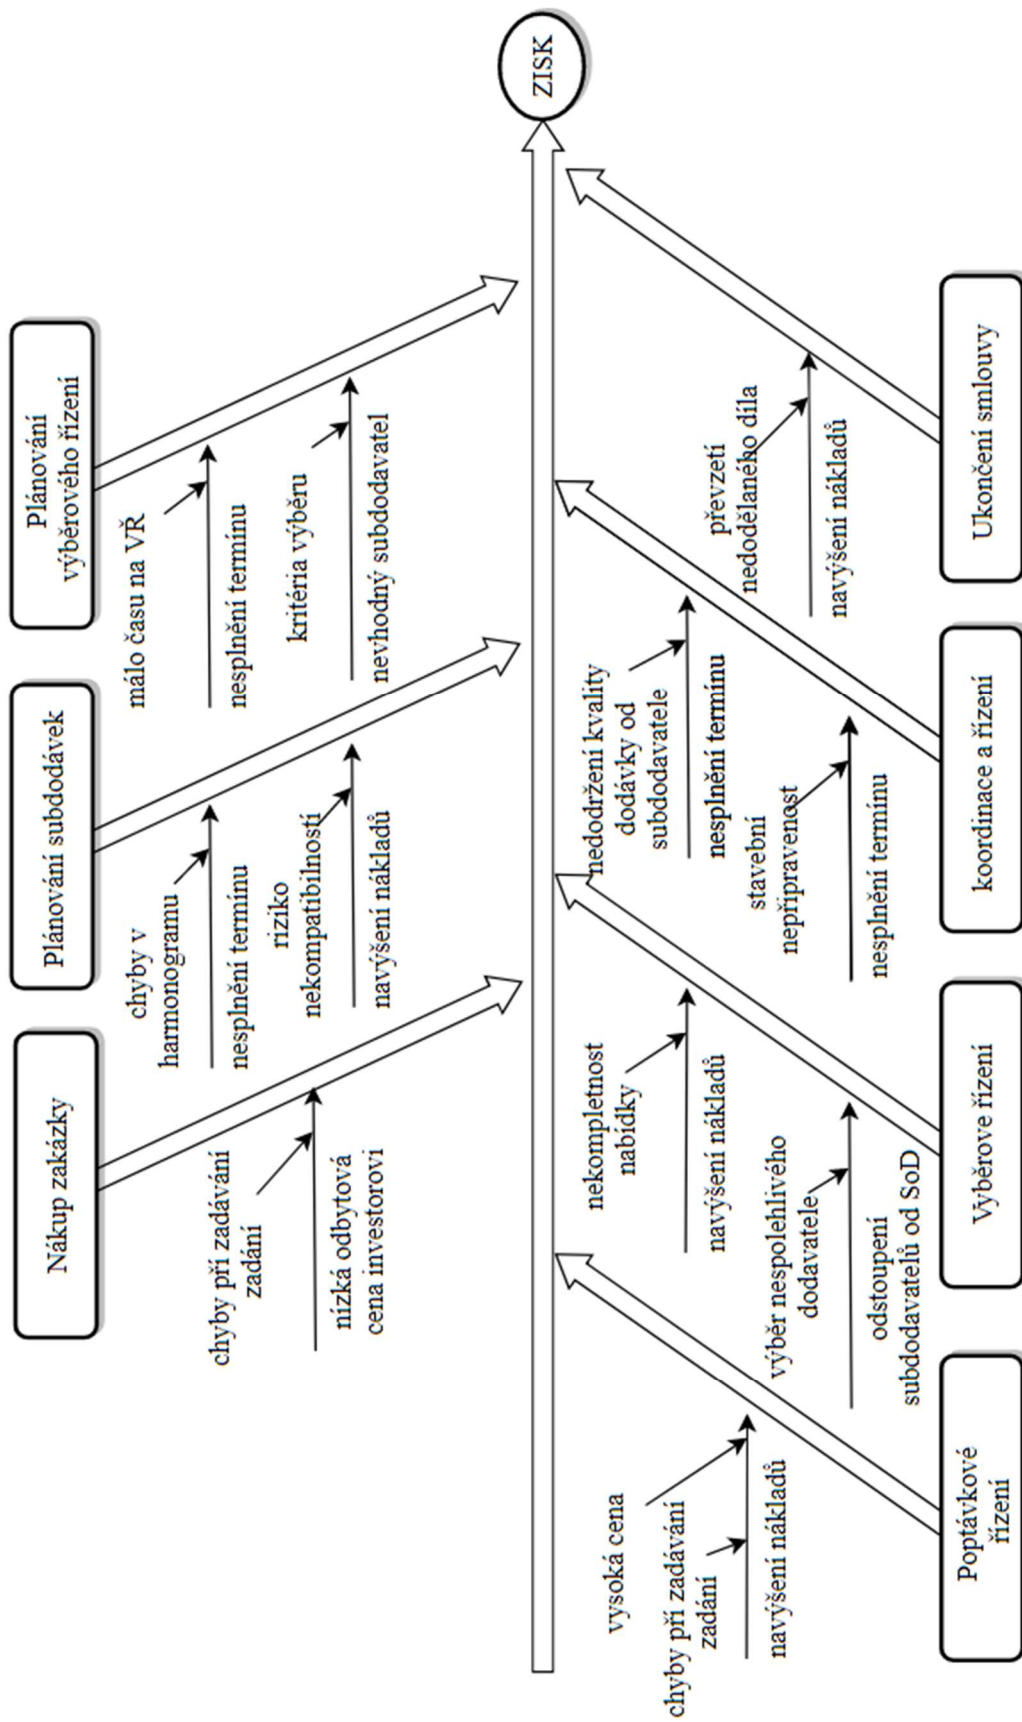 Nákup zakázky
Plánování subdodávek
Plánování
výběrového řízení
chyby při zadávání
zadání
nízká odbytová
cena investorovi
chyby v
harmonogramu
nesplnění termínu
riziko
nekompatibilností
navýšení nákladů
málo času na VŘ
nesplnění termínu
kritéria výběru
nevhodný subdodavatel
ZISK
vysoká cena
chyby při zadávání
zadání
navýšení nákladů
nekompletnost
nabídky
navýšení nákladů
výběr nespolehlivého
dodavatele
odstoupení
subdodavatelů od SoD
nedodržení kvality
dodávky od
subdodavatele
nesplnění termínu
stavební
nepřipravenost
nesplnění termínu
převzetí
nedodělaného díla
navýšení nákladů
Poptávkové
řízení
Vyběrove řízení
koordinace a řízení
Ukončení smlouvy